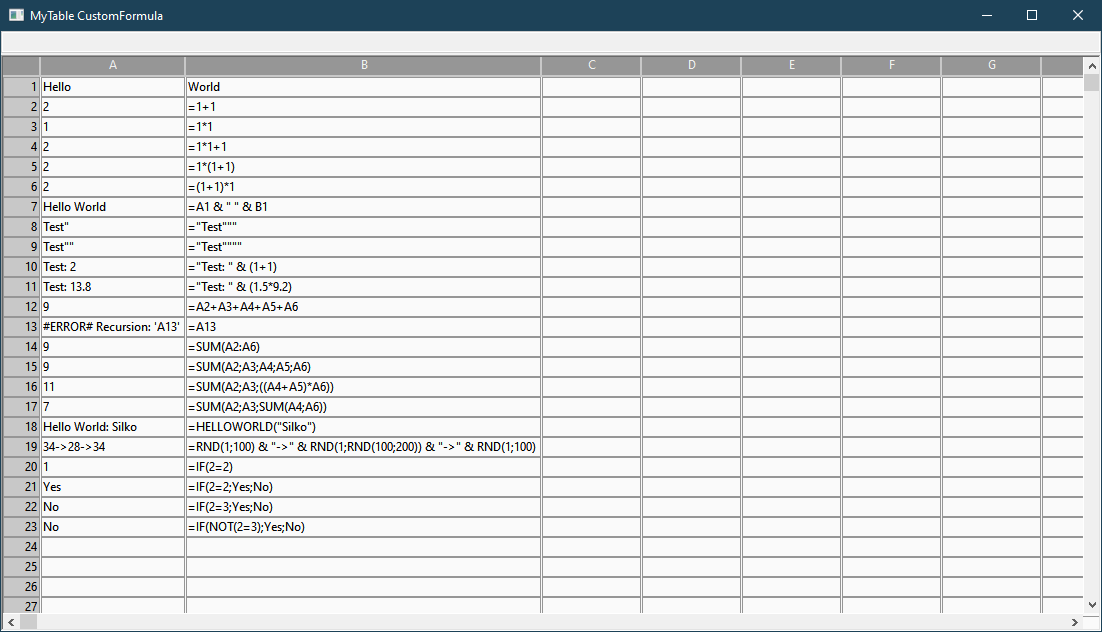 MyTable CustomFormula
A B C D E F G
1 Hello World
2 2 =1+1
3 1 =1*1
4 2 =1*1+1
5 2 =1*(1+1)
6 2 =(1+1)*1
7 Hello World =A1 & " " & B1
8 Test" ="Test"""
9 Test"" ="Test""""
10 Test: 2 ="Test: " & (1+1)
11 Test: 13.8 ="Test: " & (1.5*9.2)
12 9 =A2+A3+A4+A5+A6
13 #ERROR# Recursion: 'A13' =A13
14 9 =SUM(A2:A6)
15 9 =SUM(A2;A3;A4;A5;A6)
16 11 =SUM(A2;A3;((A4+A5)*A6))
17 7 =SUM(A2;A3;SUM(A4;A6))
18 Hello World: Silko =HELLOWORLD("Silko")
19 34->28->34 =RND(1;100) & "->" & RND(1;RND(100;200)) & "->" & RND(1;100)
20 1 =IF(2=2)
21 Yes =IF(2=2;Yes;No)
22 No =IF(2=3;Yes;No)
23 No =IF(NOT(2=3);Yes;No)
24
25
26
27